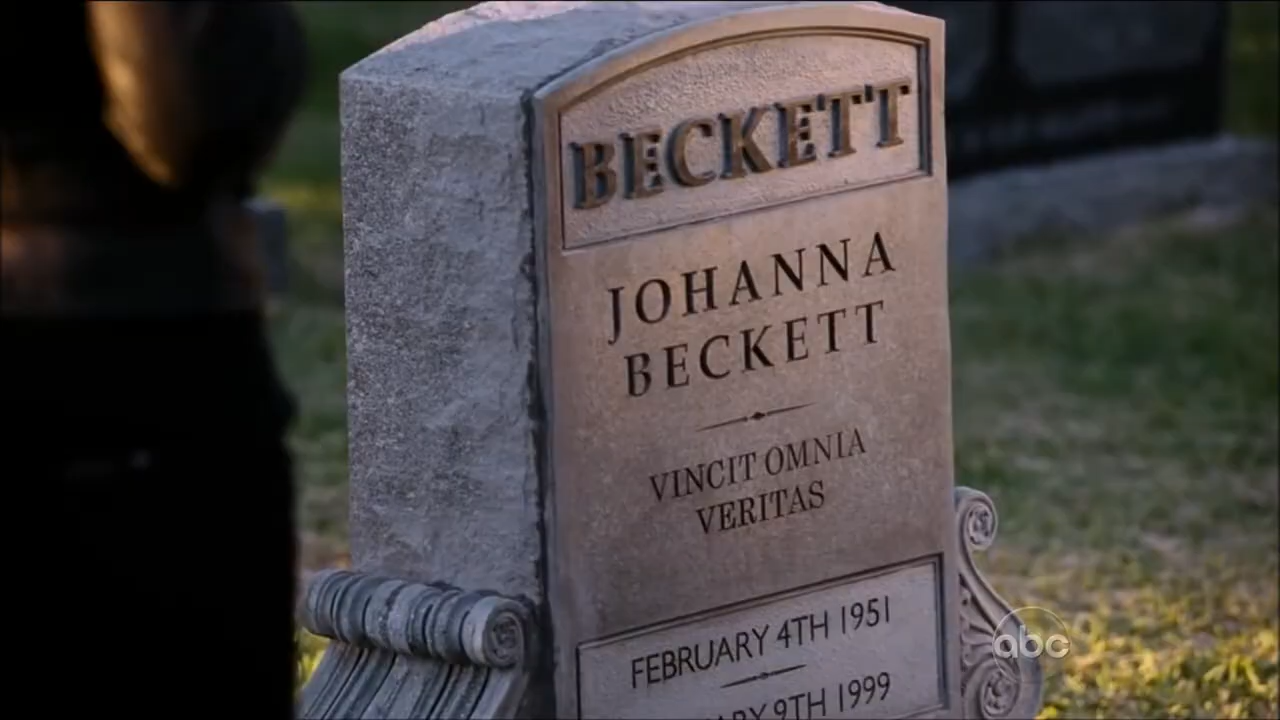 BECKETT
JOHANNA
BECKETT
VINCIT OMNIA
VERITAS
FEBRUARY 4TH 1951
9TH 1999
abc